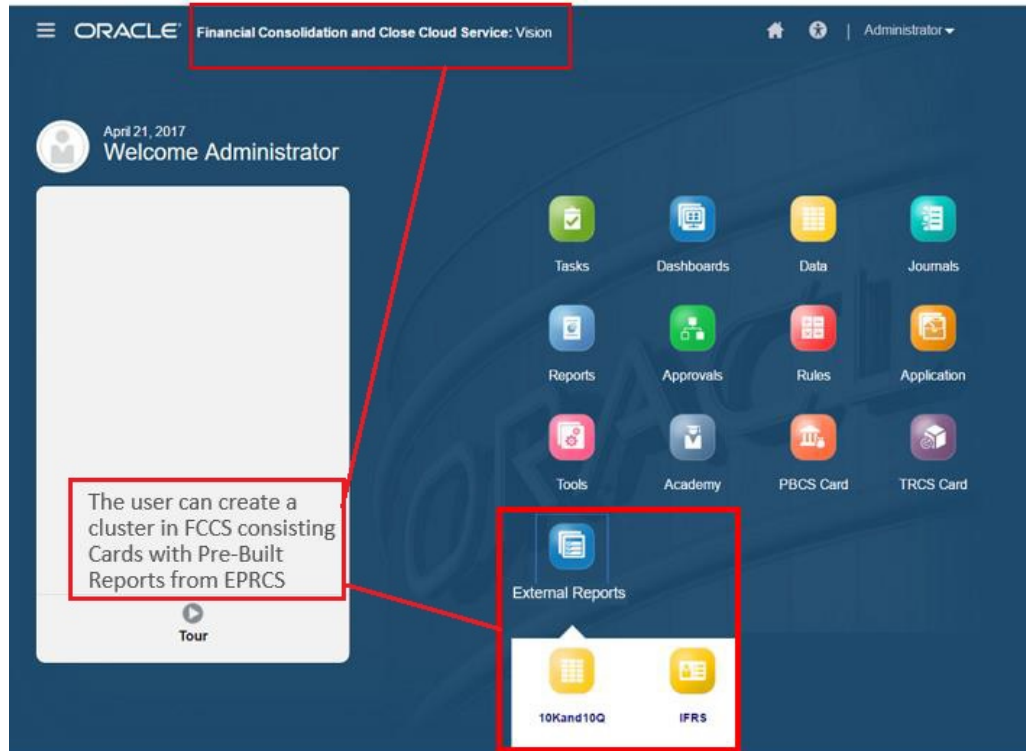 ORACLE Financial Consolidation and Close Cloud Service: Vision
Administrator
April 21, 2017
Welcome Administrator
Tasks
Dashboards
Data
Journals
Reports
Approvals
Rules
Application
Tools
Academy
PBCS Card
TRCS Card
The user can create a
cluster in FCCS consisting
Cards with Pre-Built
Reports from EPRCS
Tour
External Reports
10Kand10Q
IFRS